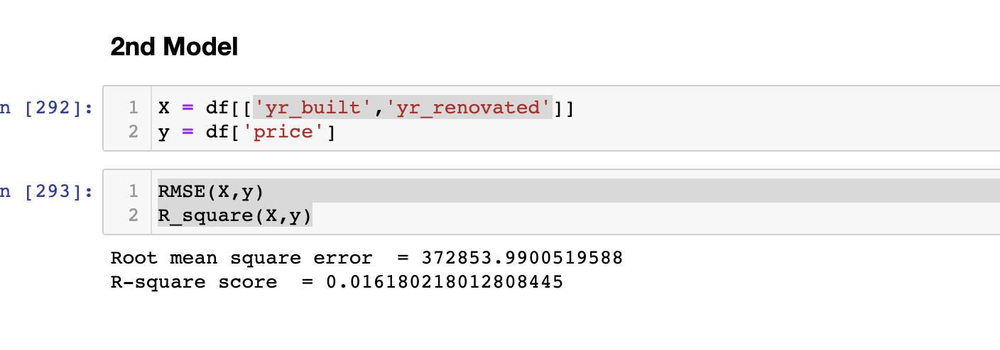 2nd Model
n [292]:
1 X = df[['yr_built','yr_renovated']]
2 y = df['price']
n [293]:
1 RMSE(X,y)
2 R_square(X,y)
Root mean square error  = 372853.9900519588
R-square score  = 0.016180218012808445